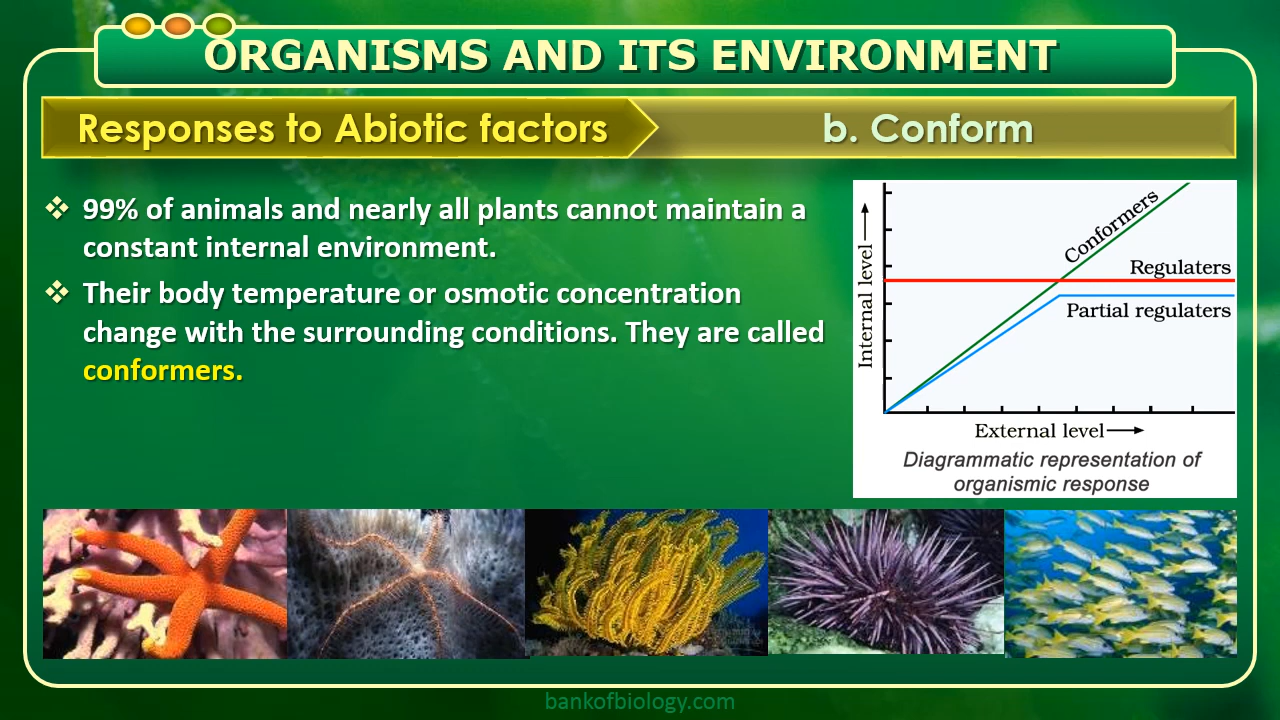 ORGANISMS AND ITS ENVIRONMENT
Responses to Abiotic factors
b. Conform
99% of animals and nearly all plants cannot maintain a
constant internal environment.
Their body temperature or osmotic concentration
change with the surrounding conditions. They are called
conformers.
Internal level
Conformers
Regulaters
Partial regulaters
External level
Diagrammatic representation of
organismic response
bankofbiology.com